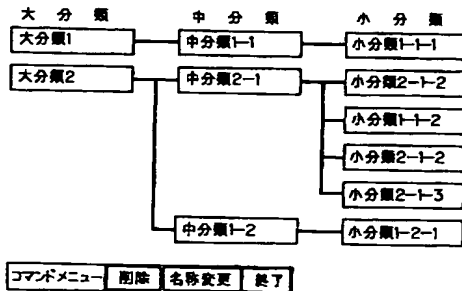 大分類 中分類 小分類
大分類1 中分類1-1 小分類1-1-1
大分類2 中分類2-1 小分類2-1-2
小分類1-1-2
小分類2-1-2
小分類2-1-3
中分類1-2 小分類1-2-1
コマンドメニュー 削除 名称変更 終了